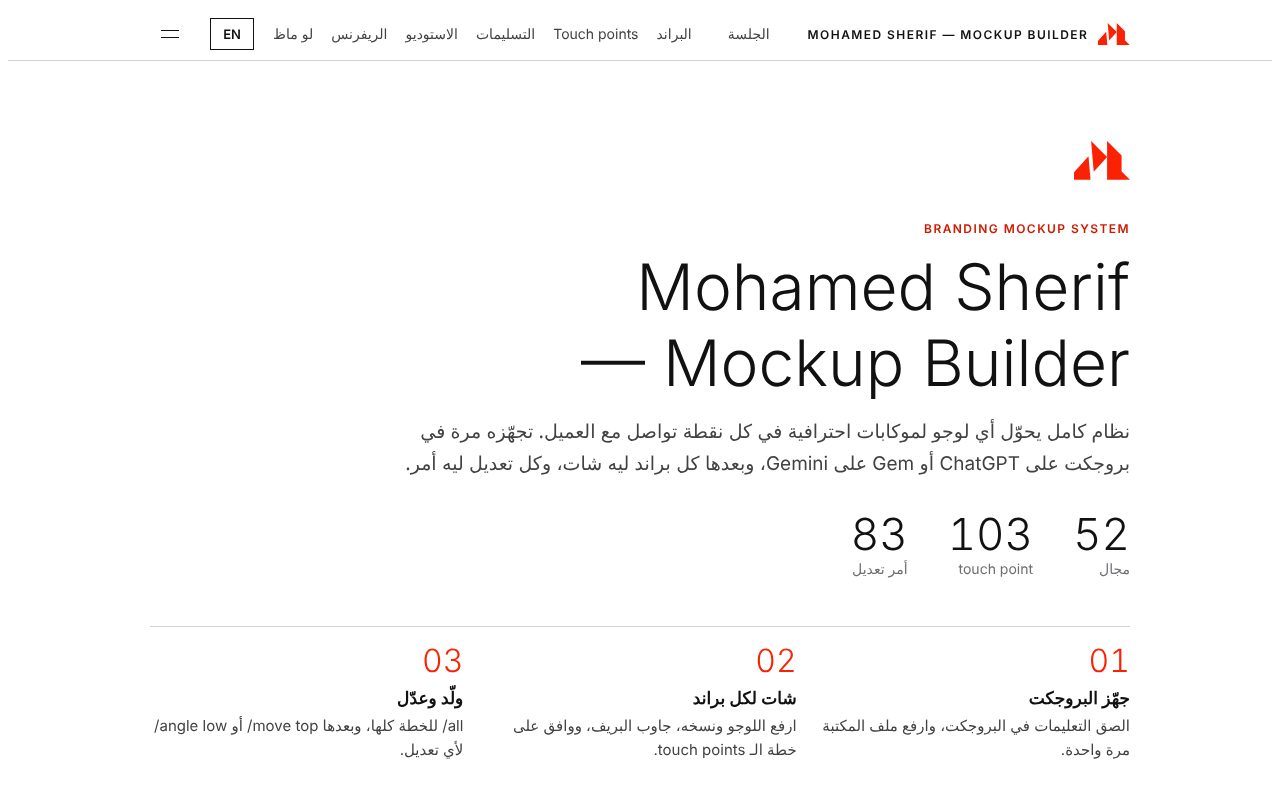 MOHAMED SHERIF — MOCKUP BUILDER
الجلسة
البراند
Touch points
التسليمات
الاستوديو
الريفرنس
لو ماظ
EN
BRANDING MOCKUP SYSTEM
Mohamed Sherif
— Mockup Builder
نظام كامل يحوّل أي لوجو لموكابات احترافية في كل نقطة تواصل مع العميل. تجهّزه مرة في
بروجكت على ChatGPT أو Gem على Gemini، وبعدها كل براند ليه شات، وكل تعديل ليه أمر.
52
مجال
103
touch point
83
أمر تعديل
01
جهّز البروجكت
الصق التعليمات في البروجكت، وارفع ملف المكتبة
مرة واحدة.
02
شات لكل براند
ارفع اللوجو ونسخه، جاوب البريف، ووافق على
خطة الـ touch points.
03
ولّد وعدّل
/all للخطة كلها، وبعدها /move top أو /angle low
لأي تعديل.